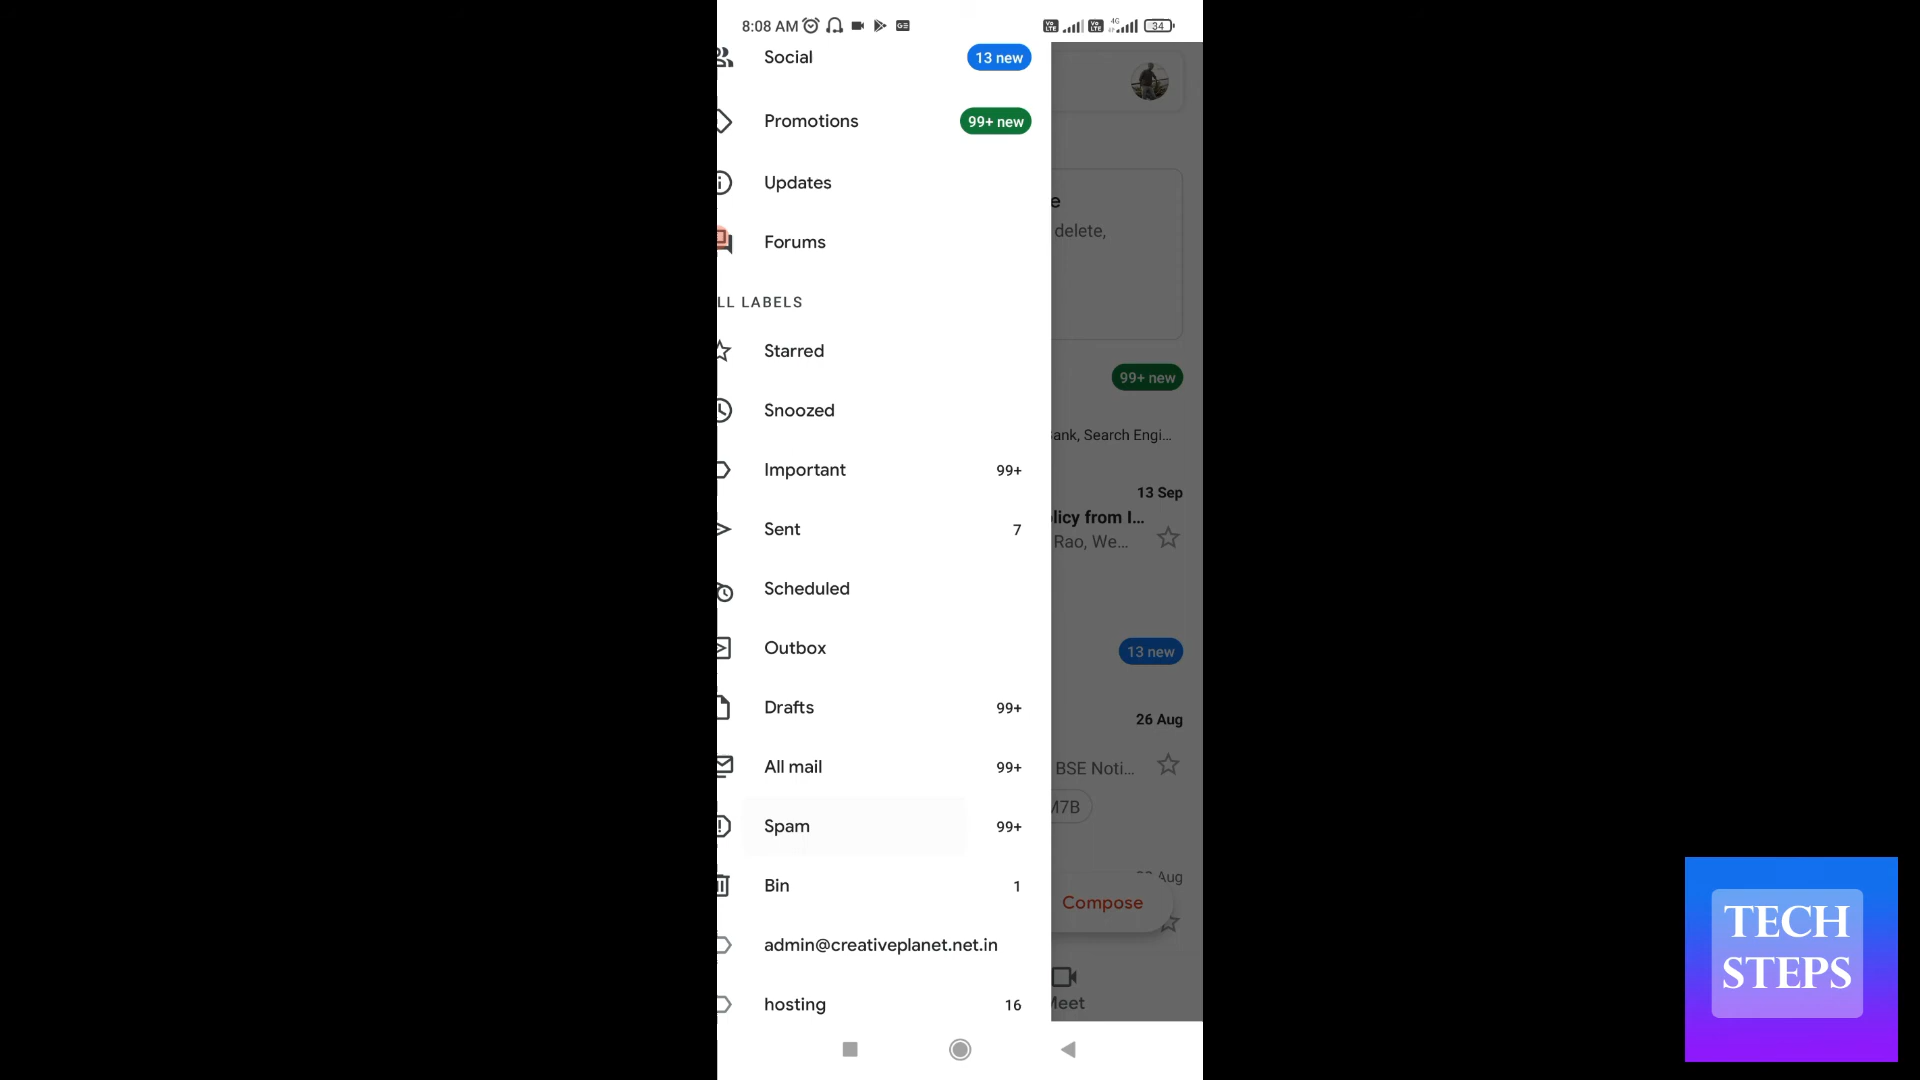 8:08 AM
34
Social 13 new
Promotions 99+ new
Updates
e
delete,
Forums
LL LABELS
Starred
99+ new
Snoozed
ank, Search Engi...
Important 99+
13 Sep
licy from I...
Sent 7
Rao, We...
Scheduled
Outbox
13 new
Drafts 99+
26 Aug
All mail 99+
BSE Noti...
M7B
Spam 99+
Aug
Bin 1
Compose
admin@creativeplanet.net.in
hosting 16
Meet
TECH
STEPS